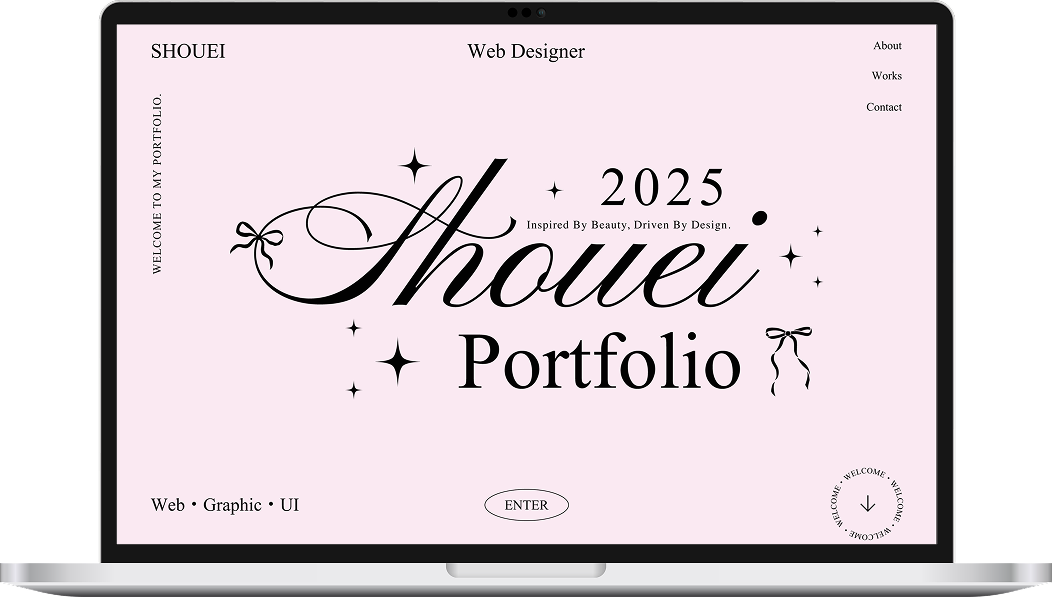 SHOUEI
Web Designer
About
Works
Contact
WELCOME TO MY PORTFOLIO.
2025
Inspired By Beauty, Driven By Design.
Shouei
Portfolio
Web・Graphic・UI
ENTER
WELCOME・WELCOME・WELCOME・WELCOME・